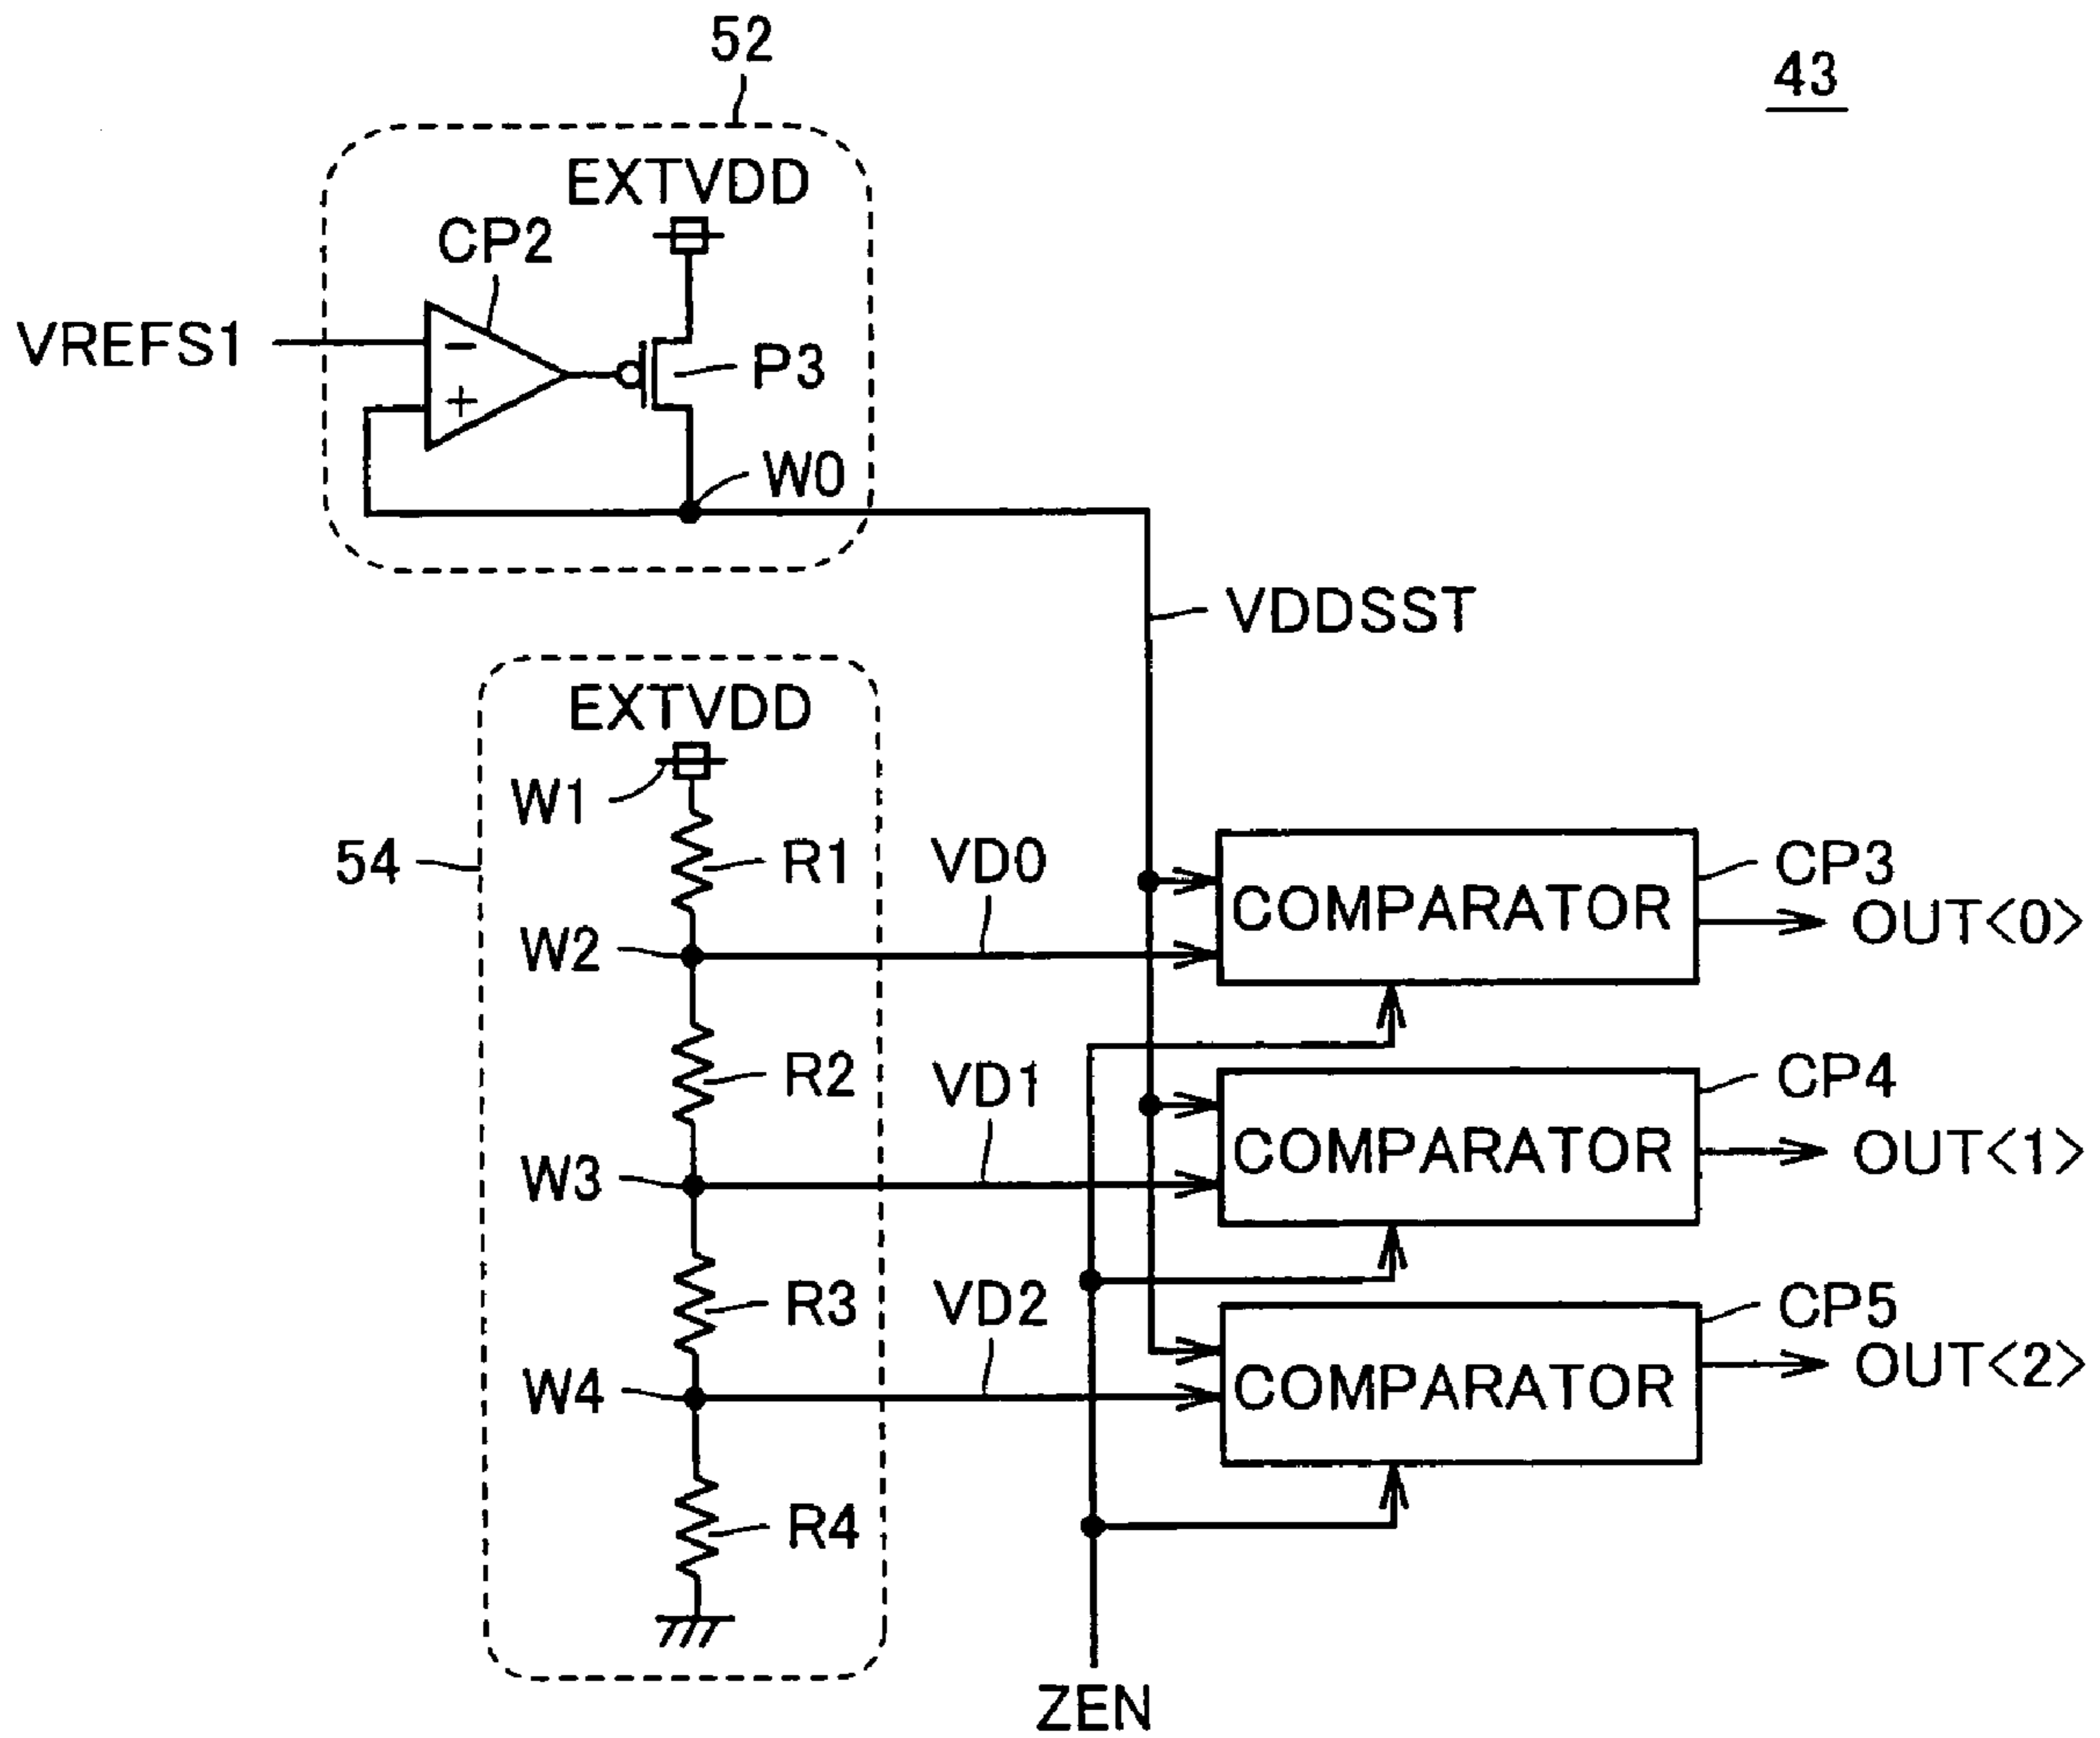 52
43
EXTVDD
CP2
VREFS1
-
+
P3
W0
VDDSST
EXTVDD
W1
54
R1
VD0
COMPARATOR
CP3
OUT<0>
W2
R2
VD1
COMPARATOR
CP4
OUT<1>
W3
R3
VD2
COMPARATOR
CP5
OUT<2>
W4
R4
ZEN